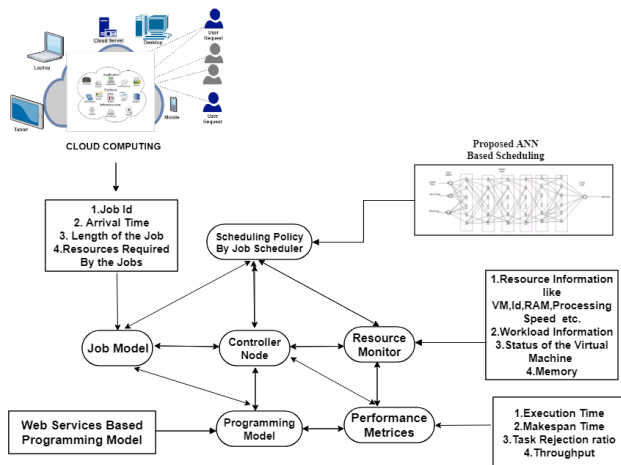 Cloud Server
Desktop
User
Request
Laptop
Application
Platform
Infrastructure
Tablet
Mobile
User
Request
CLOUD COMPUTING
Proposed ANN
Based Scheduling
1.Job Id
2. Arrival Time
3. Length of the Job
4.Resources Required
By the Jobs
Scheduling Policy
By Job Scheduler
1.Resource Information
like
VM,Id,RAM,Processing
Speed etc.
2.Workload Information
3.Status of the Virtual
Machine
4.Memory
Job Model
Controller
Node
Resource
Monitor
Web Services Based
Programming Model
Programming
Model
Performance
Metrices
1.Execution Time
2.Makespan Time
3.Task Rejection ratio
4.Throughput